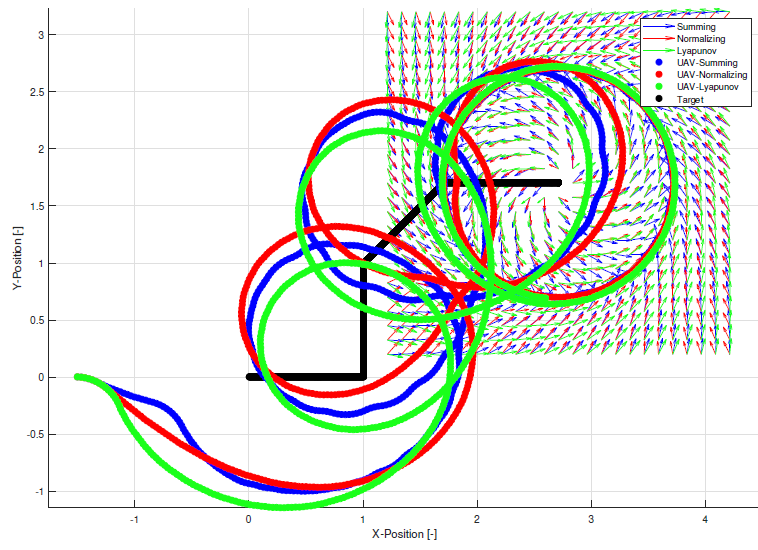 Summing
Normalizing
Lyapunov
UAV-Summing
UAV-Normalizing
UAV-Lyapunov
Target
3
2.5
2
1.5
1
0.5
0
-0.5
-1
-1
0
1
2
3
4
Y-Position [-]
X-Position [-]